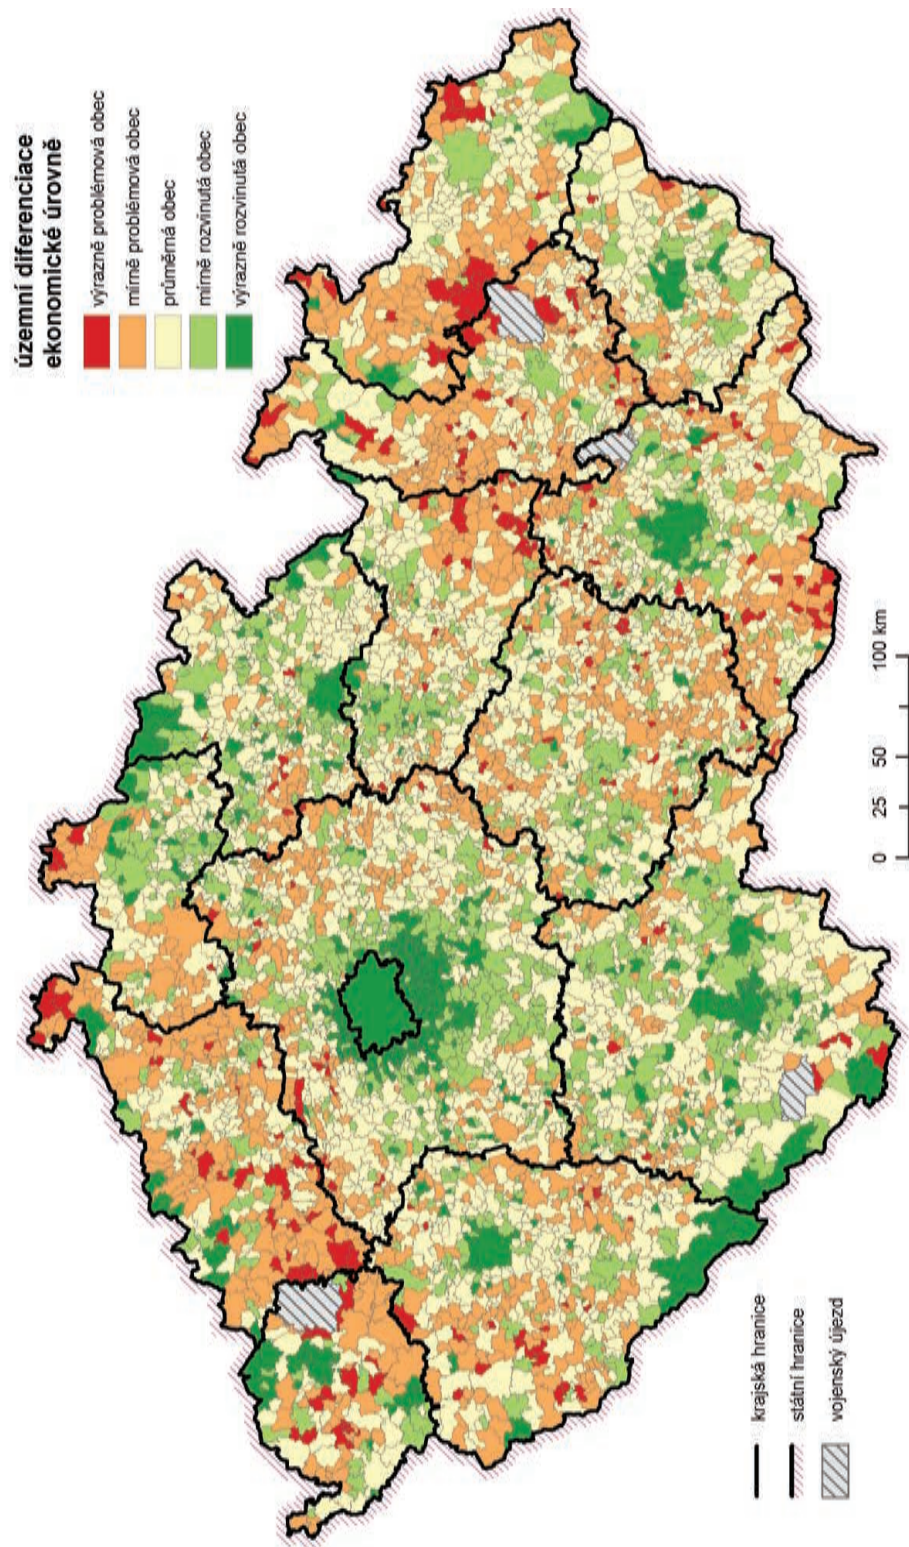 územní diferenciace
ekonomické úrovně
výrazně problémová obec
mírně problémová obec
průměrná obec
mírně rozvinutá obec
výrazně rozvinutá obec
krajská hranice
státní hranice
vojenský újezd
0 25 50 100 km